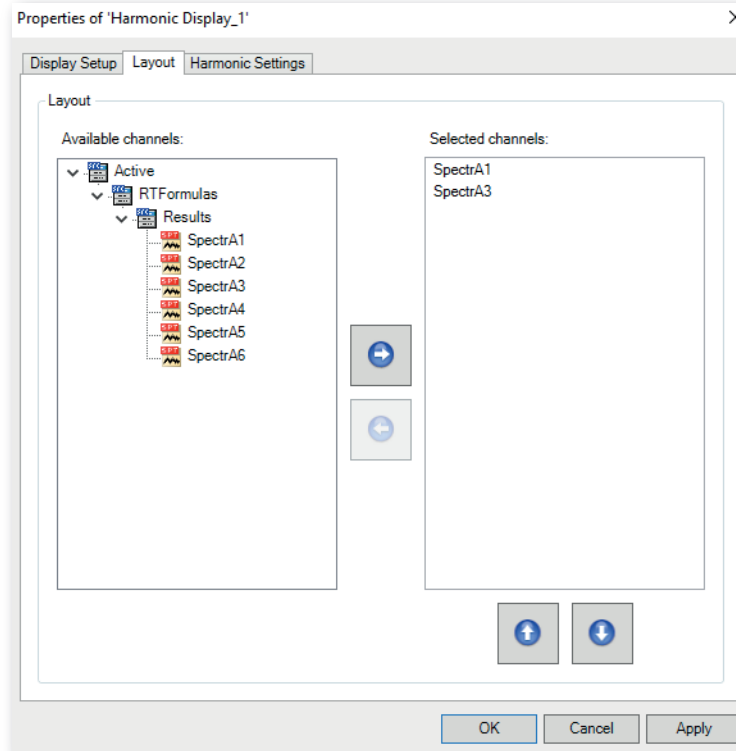 Properties of 'Harmonic Display_1'
Display Setup Layout Harmonic Settings
Layout
Available channels:
Active
RTFormulas
Results
SpectrA1
SpectrA2
SpectrA3
SpectrA4
SpectrA5
SpectrA6
Selected channels:
SpectrA1
SpectrA3
OK Cancel Apply